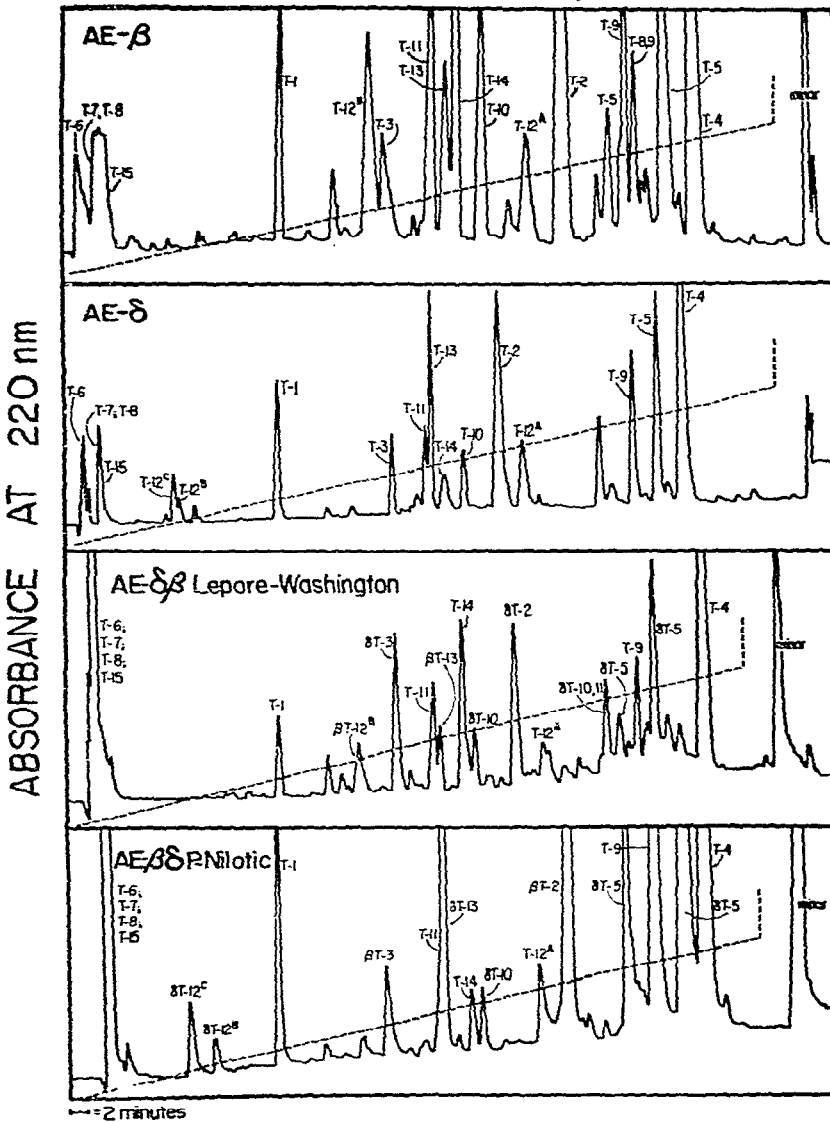 ABSORBANCE AT 220 nm
AE-β
T-6
T-7, T-8
T-15
T-1
T-12ᴮ
T-3
T-11
T-13
T-14
T-10
T-12ᴬ
T-2
T-5
T-9
T-8,9
T-5
T-4
AE-δ
T-6
T-7, T-8
T-15
T-12ᶜ
T-12ᴮ
T-1
T-3
T-11
T-13
T-14
T-10
T-2
T-12ᴬ
T-9
T-5
T-4
AE-δβ Lepore-Washington
T-6,
T-7,
T-8,
T-15
T-1
βT-12ᴮ
δT-3
T-11
βT-13
T-14
δT-10
δT-2
T-12ᴬ
δT-10,11
δT-5
T-9
δT-5
T-4
AE-βδ P.Nilotic
T-6,
T-7,
T-8,
T-15
δT-12ᶜ
δT-12ᴮ
T-1
βT-3
T-11
δT-13
T-14
δT-10
T-12ᴬ
βT-2
δT-5
T-9
δT-5
T-4
= 2 minutes